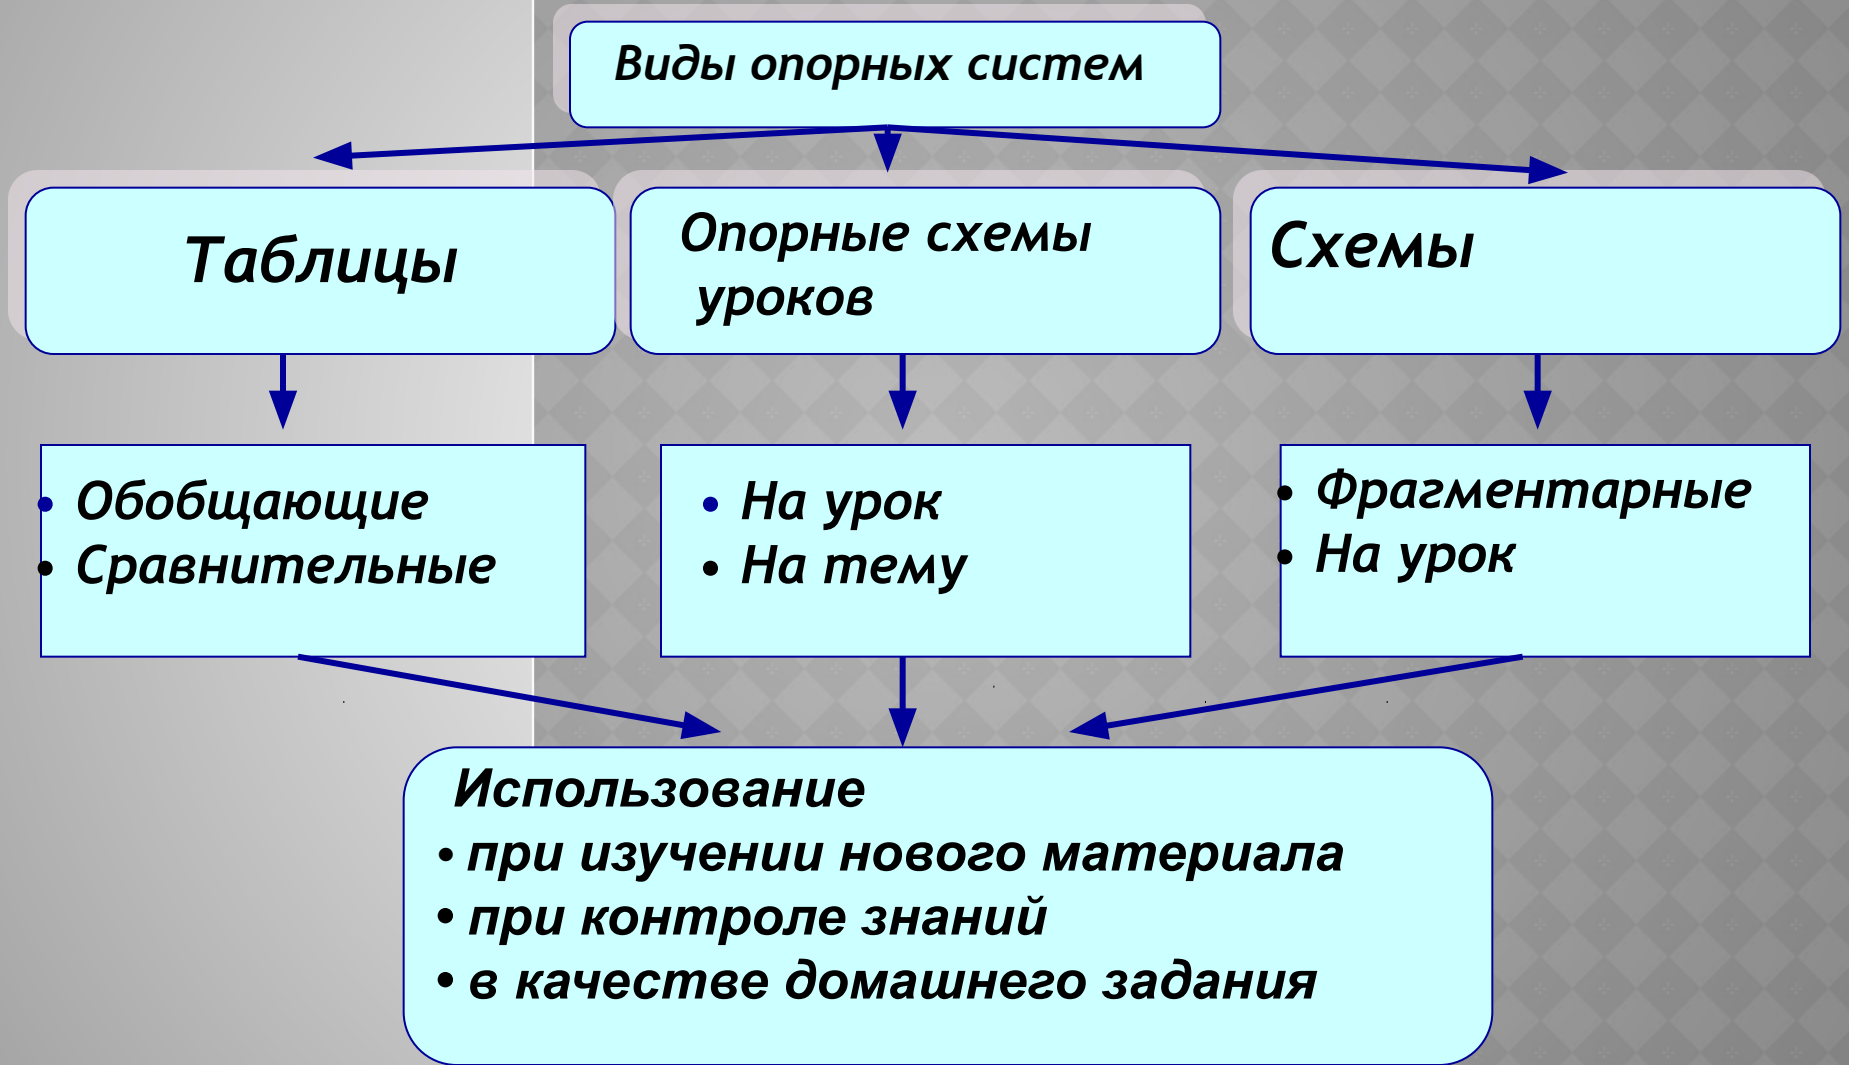 Виды опорных систем
Таблицы
Опорные схемы
уроков
Схемы
• Обобщающие
• Сравнительные
• На урок
• На тему
• Фрагментарные
• На урок
Использование
• при изучении нового материала
• при контроле знаний
• в качестве домашнего задания